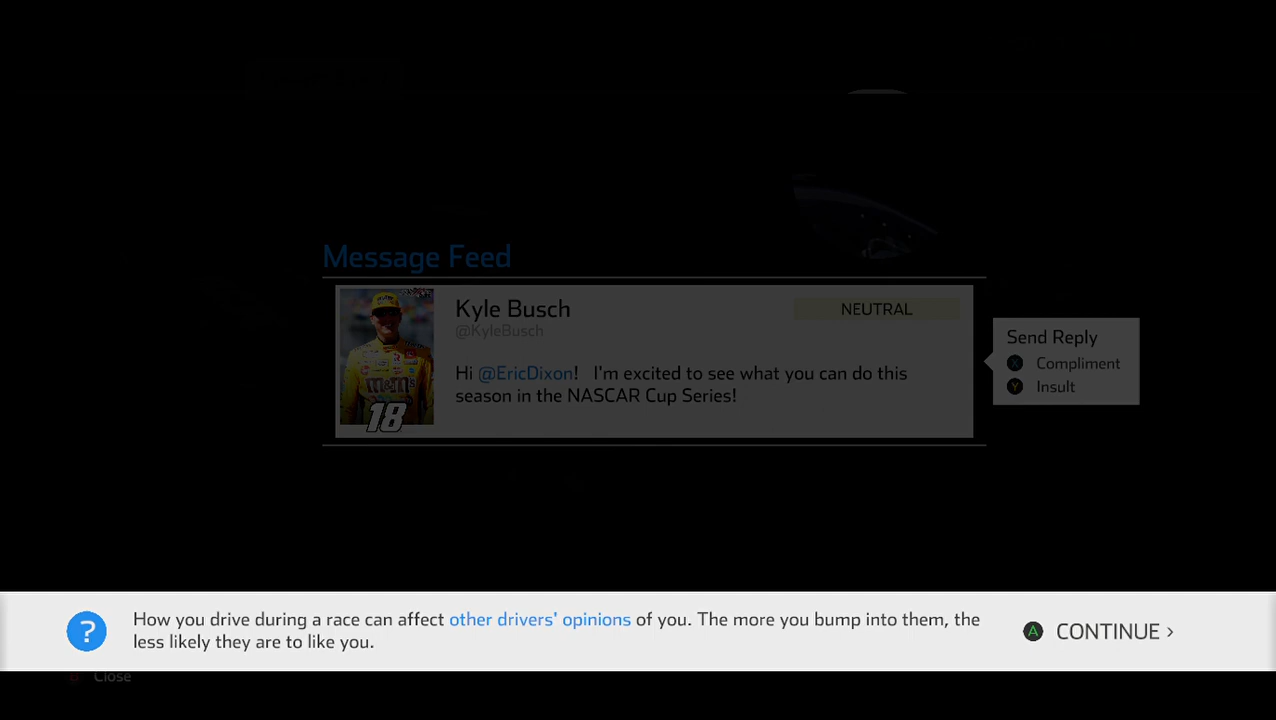 Message Feed
Kyle Busch
NEUTRAL
@KyleBusch
Hi @EricDixon! I'm excited to see what you can do this
season in the NASCAR Cup Series!
m&m's
18
Send Reply
X Compliment
Y Insult
? How you drive during a race can affect other drivers' opinions of you. The more you bump into them, the
less likely they are to like you.
A CONTINUE >
Close